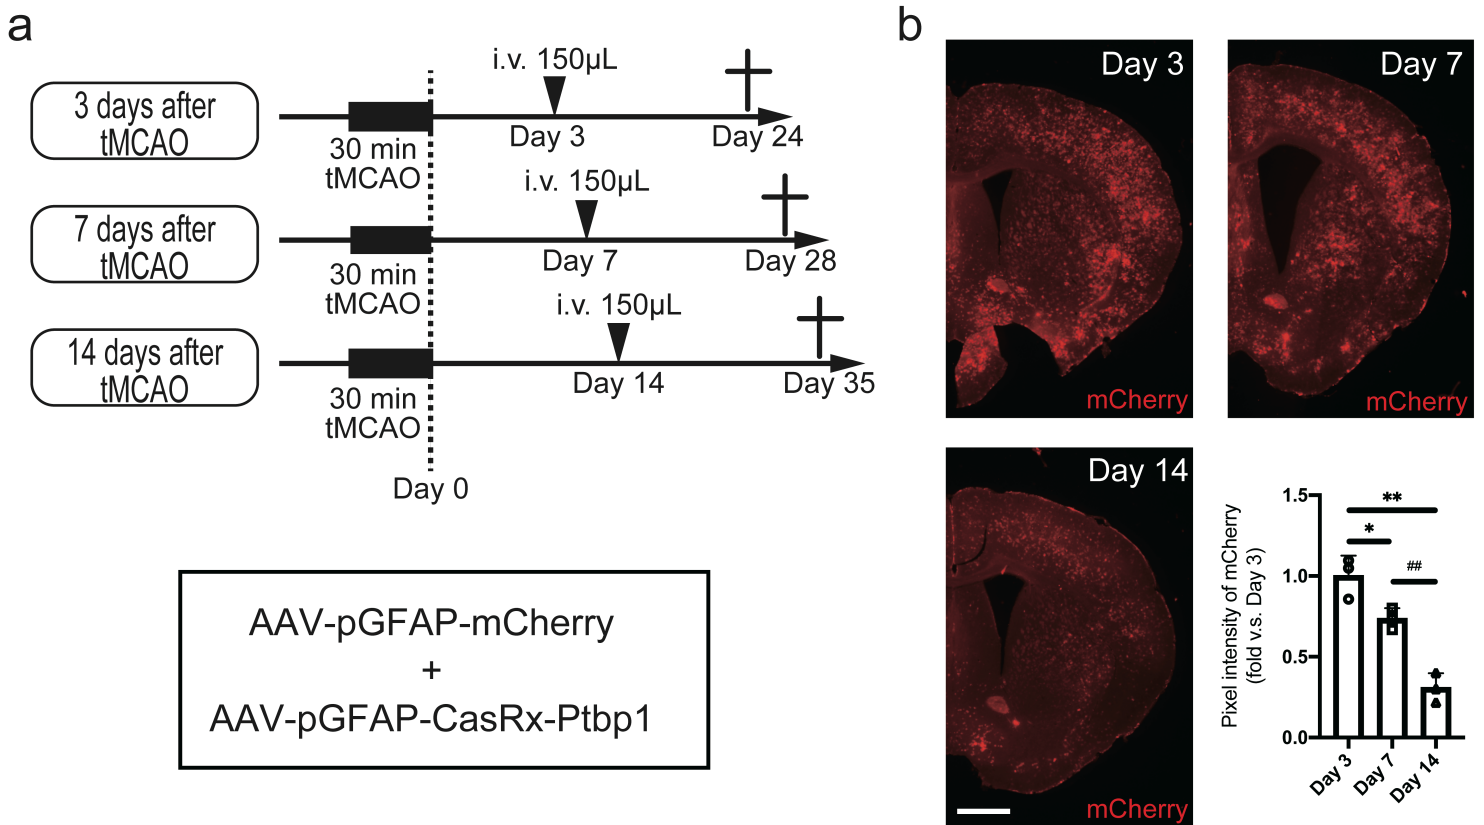 a
3 days after
tMCAO
30 min
tMCAO
i.v. 150μL
Day 3
Day 24
7 days after
tMCAO
30 min
tMCAO
i.v. 150μL
Day 7
Day 28
14 days after
tMCAO
30 min
tMCAO
i.v. 150μL
Day 14
Day 35
Day 0
AAV-pGFAP-mCherry
+
AAV-pGFAP-CasRx-Ptbp1
b
Day 3
mCherry
Day 7
mCherry
Day 14
mCherry
Pixel intensity of mCherry
(fold v.s. Day 3)
1.5
1.0
0.5
0.0
**
*
##
Day 3
Day 7
Day 14